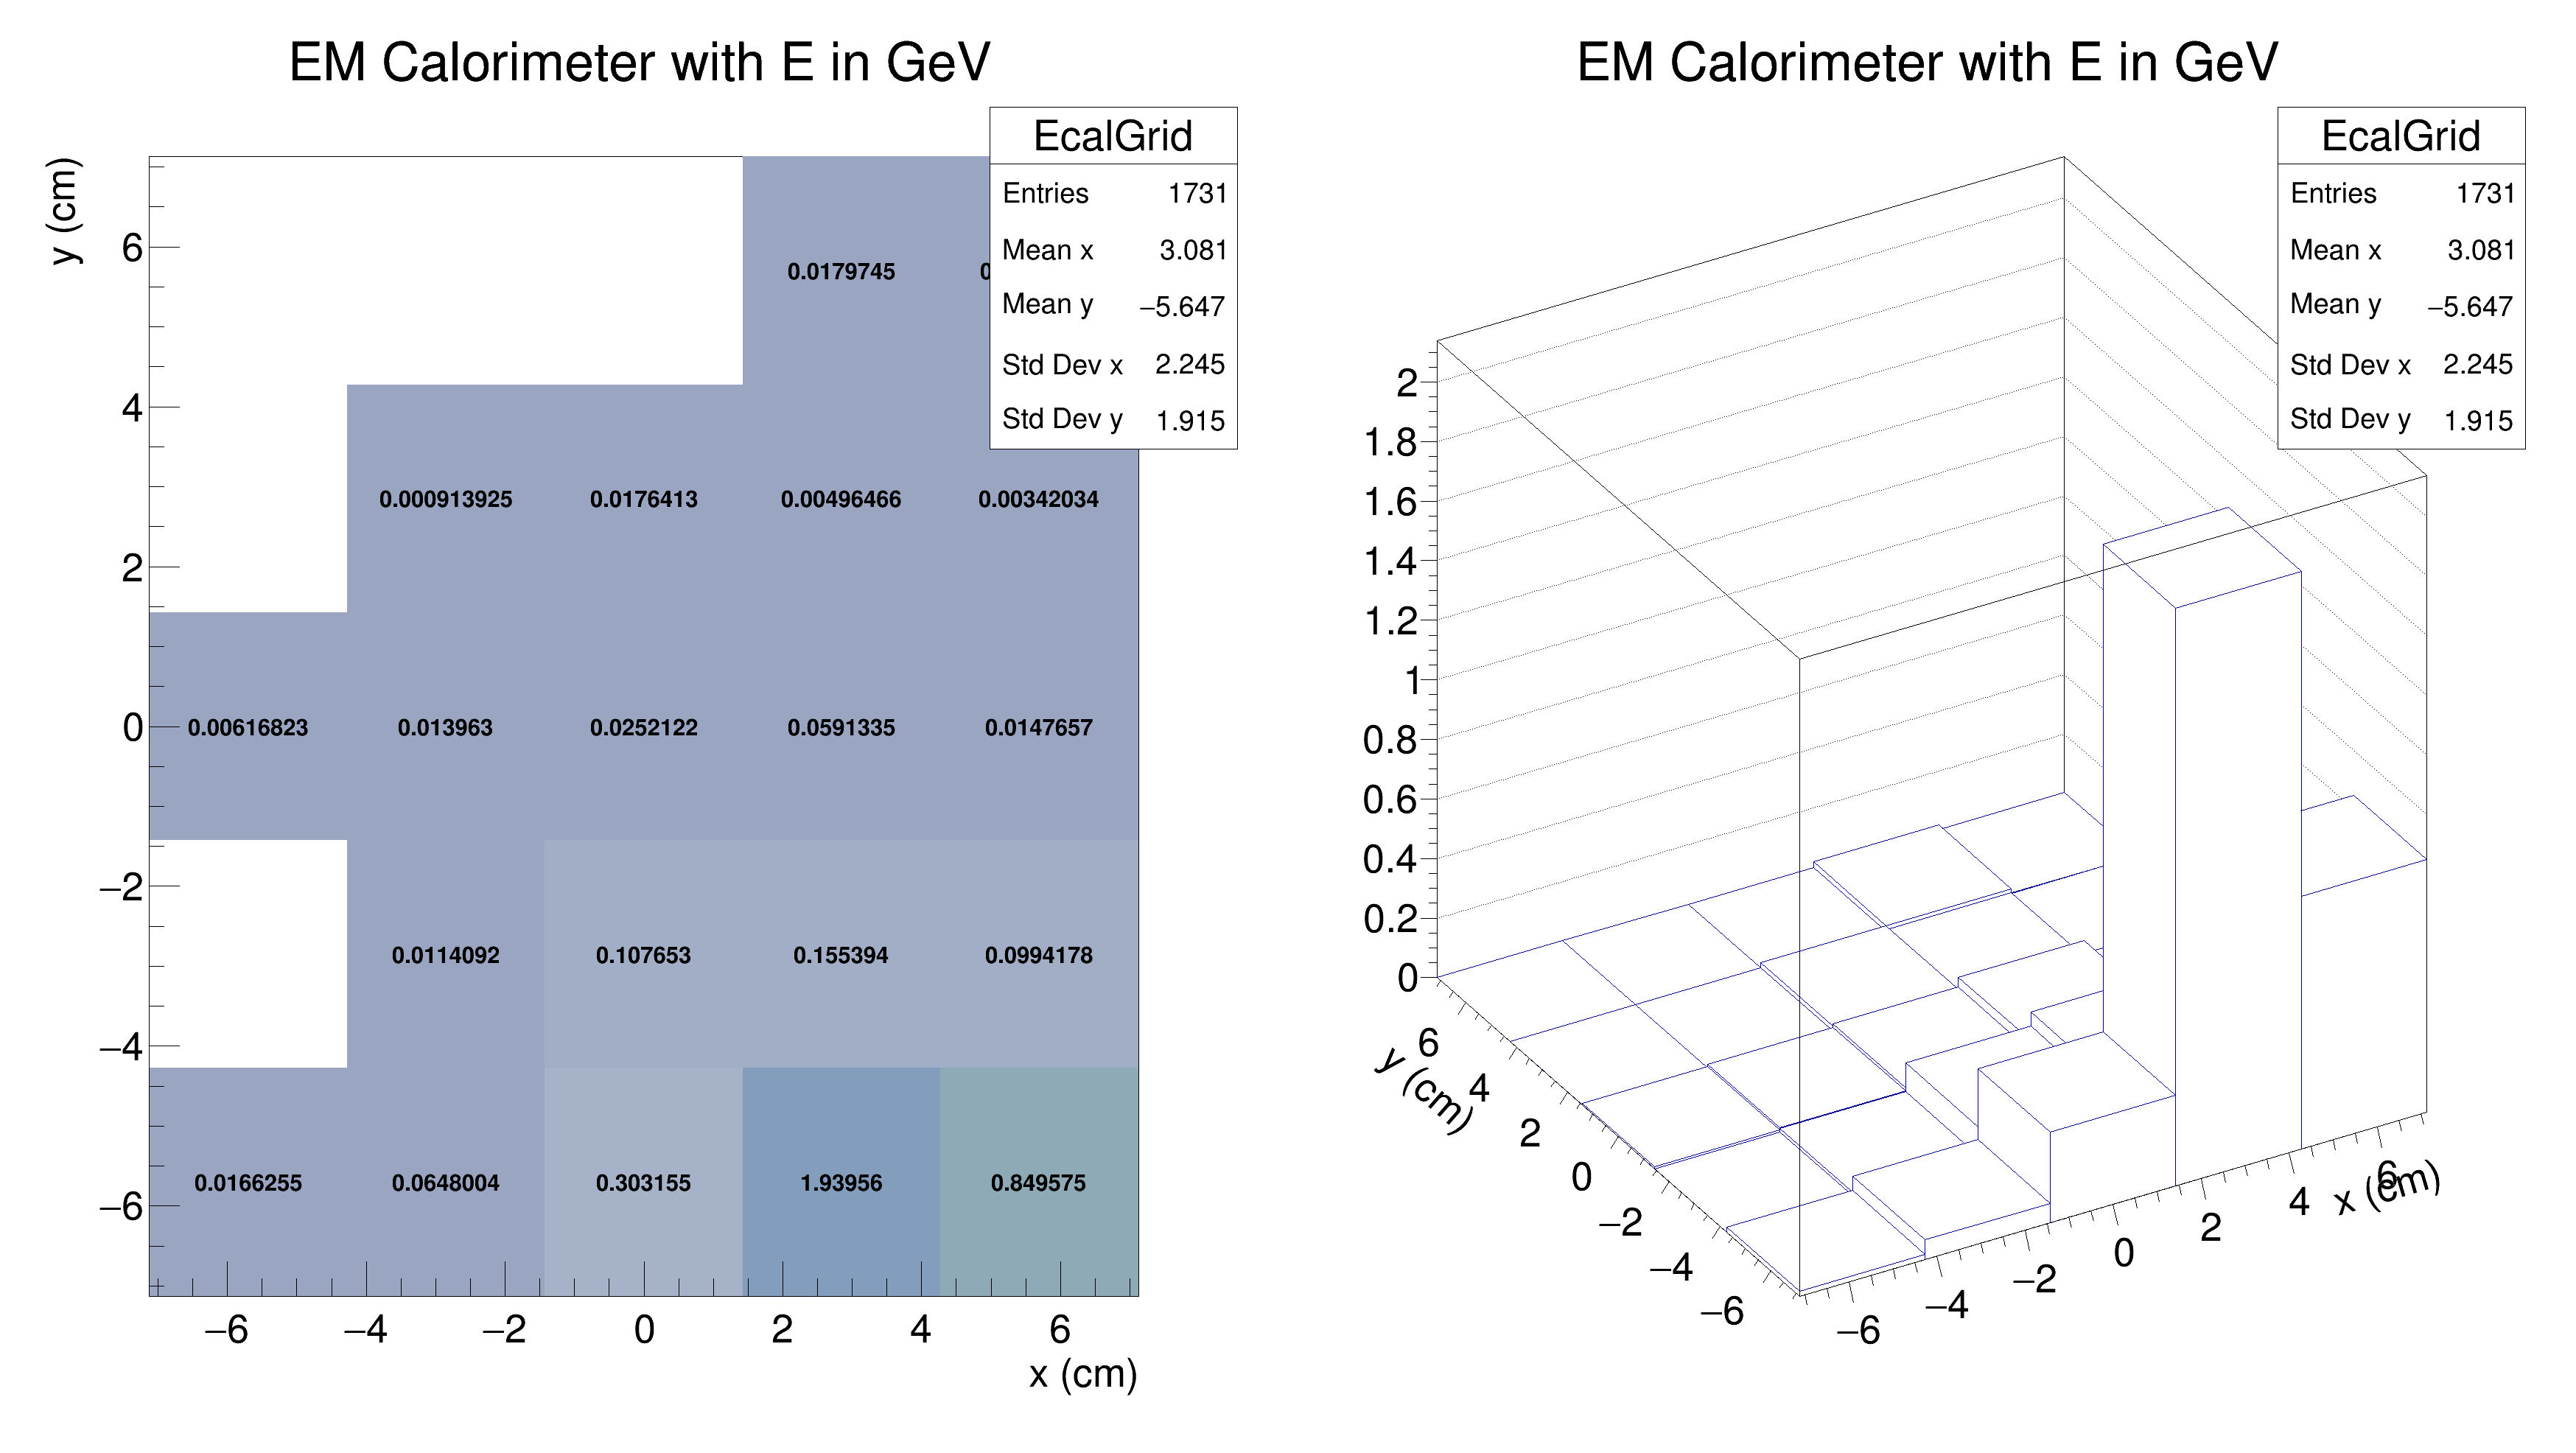 EM Calorimeter with E in GeV
EcalGrid
Entries 1731
Mean x 3.081
Mean y −5.647
Std Dev x 2.245
Std Dev y 1.915
y (cm)
6
4
2
0
−2
−4
−6
0.0179745
0.000913925 0.0176413 0.00496466 0.00342034
0.00616823 0.013963 0.0252122 0.0591335 0.0147657
0.0114092 0.107653 0.155394 0.0994178
0.0166255 0.0648004 0.303155 1.93956 0.849575
−6 −4 −2 0 2 4 6
x (cm)
EM Calorimeter with E in GeV
EcalGrid
Entries 1731
Mean x 3.081
Mean y −5.647
Std Dev x 2.245
Std Dev y 1.915
2
1.8
1.6
1.4
1.2
1
0.8
0.6
0.4
0.2
0
y (cm)
6
4
2
0
−2
−4
−6
−6 −4 −2 0 2 4 6
x (cm)